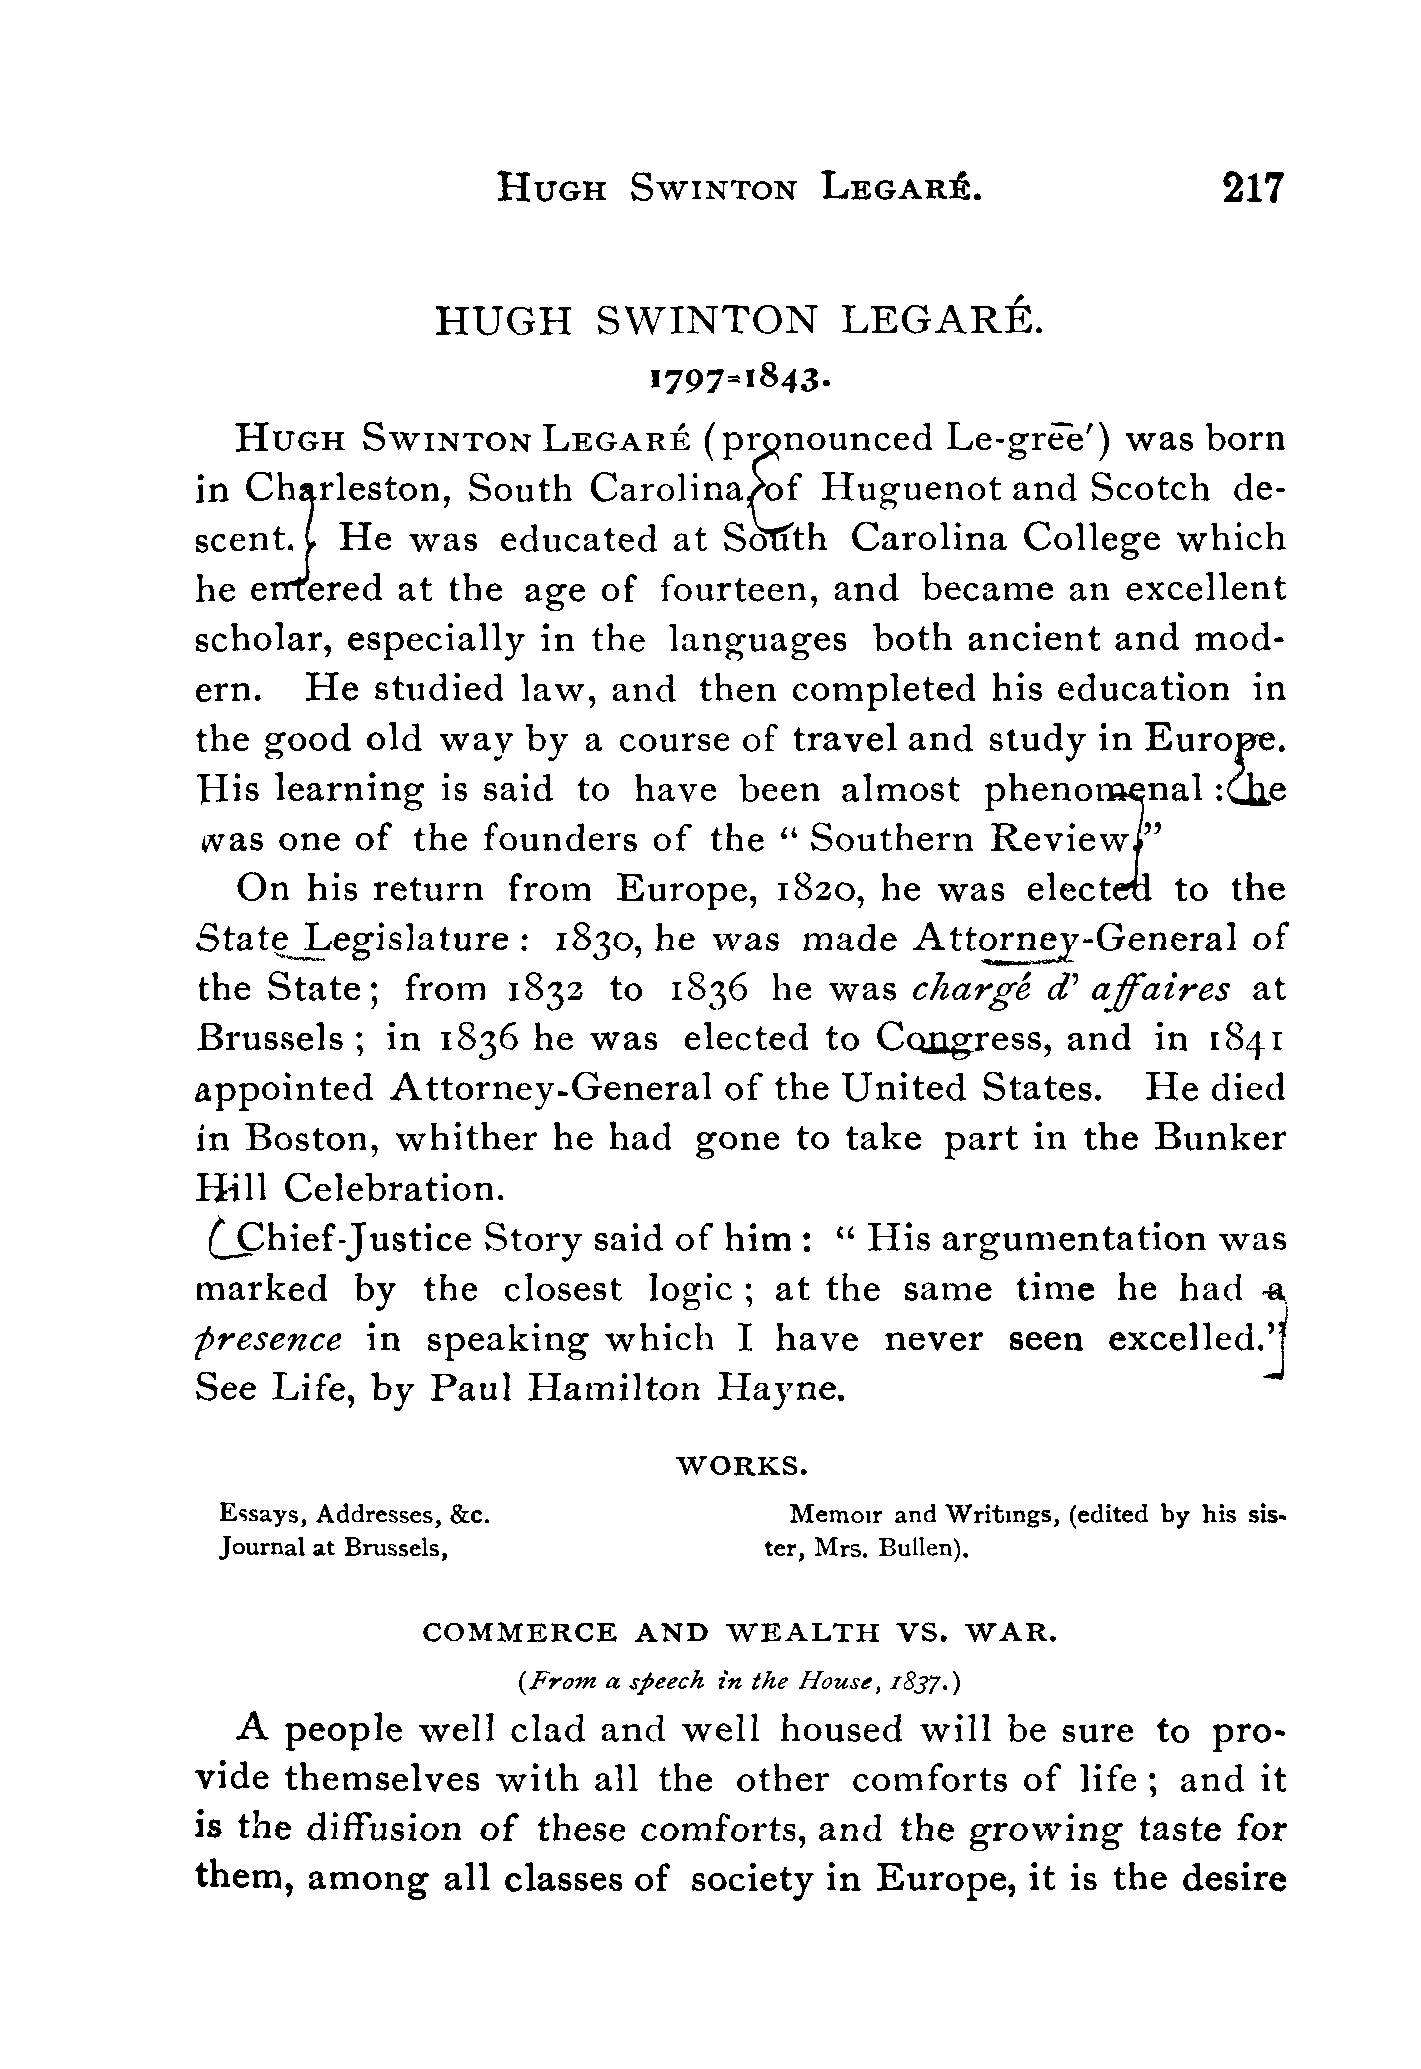 HUGH SWINTON LEGARÉ. 217
HUGH SWINTON LEGARÉ.
1797=1843.
HUGH SWINTON LEGARÉ (pronounced Le-grēe') was born
in Charleston, South Carolina, of Huguenot and Scotch de-
scent. He was educated at South Carolina College which
he entered at the age of fourteen, and became an excellent
scholar, especially in the languages both ancient and mod-
ern. He studied law, and then completed his education in
the good old way by a course of travel and study in Europe.
His learning is said to have been almost phenomenal : he
was one of the founders of the “ Southern Review.”
On his return from Europe, 1820, he was elected to the
State Legislature : 1830, he was made Attorney-General of
the State ; from 1832 to 1836 he was chargé d’ affaires at
Brussels ; in 1836 he was elected to Congress, and in 1841
appointed Attorney-General of the United States. He died
in Boston, whither he had gone to take part in the Bunker
Hill Celebration.
Chief-Justice Story said of him : “ His argumentation was
marked by the closest logic ; at the same time he had a
presence in speaking which I have never seen excelled.”
See Life, by Paul Hamilton Hayne.
WORKS.
Essays, Addresses, &c.
Journal at Brussels,
Memoir and Writings, (edited by his sis-
ter, Mrs. Bullen).
COMMERCE AND WEALTH VS. WAR.
(From a speech in the House, 1837.)
A people well clad and well housed will be sure to pro-
vide themselves with all the other comforts of life ; and it
is the diffusion of these comforts, and the growing taste for
them, among all classes of society in Europe, it is the desire